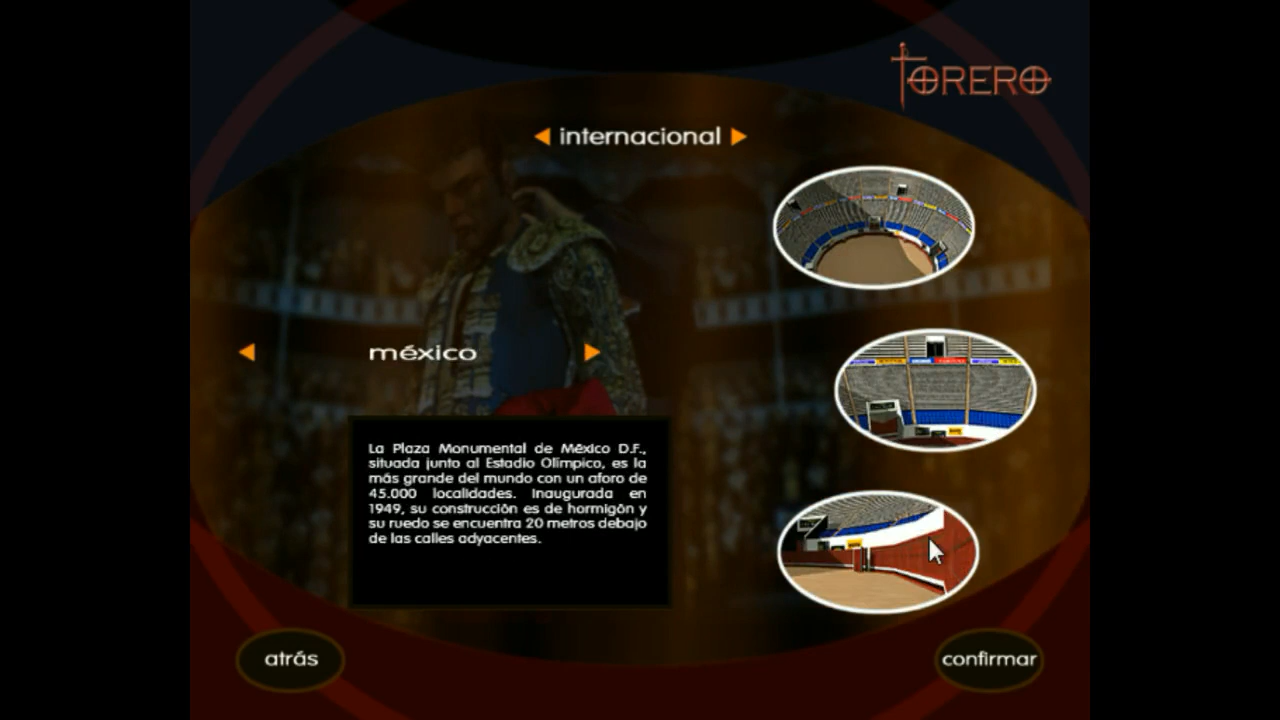 TORERO
internacional
méxico
La Plaza Monumental de México D.F.,
situada junto al Estadio Olímpico, es la
más grande del mundo con un aforo de
45.000 localidades. Inaugurada en
1949, su construcción es de hormigón y
su ruedo se encuentra 20 metros debajo
de las calles adyacentes.
atrás
confirmar